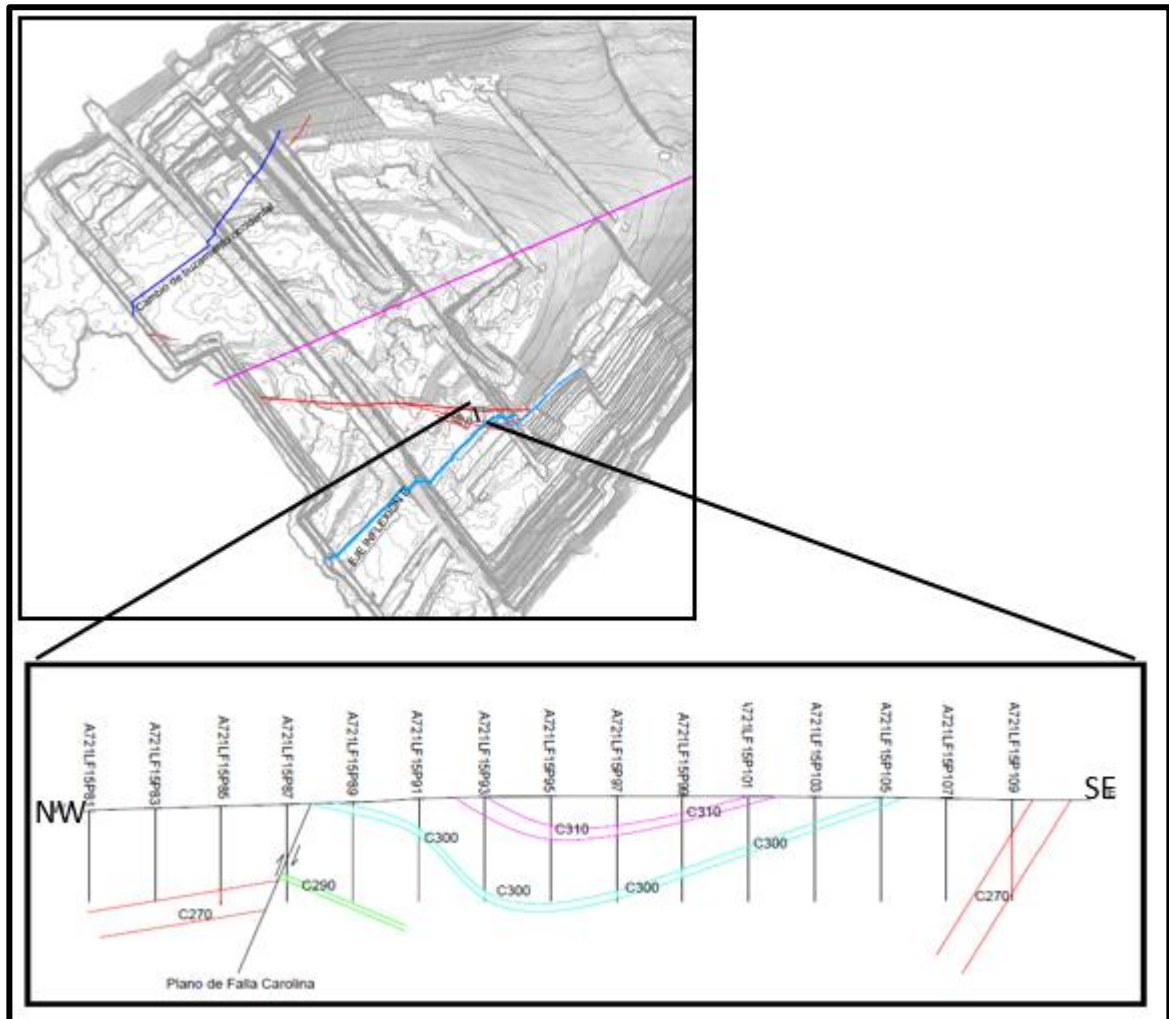 Cambio de buzamiento occidental
EJE INFLEXION B
A721LF15P81
A721LF15P83
A721LF15P85
A721LF15P87
A721LF15P89
A721LF15P91
A721LF15P93
A721LF15P95
A721LF15P97
A721LF15P99
A721LF15P101
A721LF15P103
A721LF15P105
A721LF15P107
A721LF15P109
NW
SE
C310
C310
C300
C300
C300
C290
C270
C270
Plano de Falla Carolina